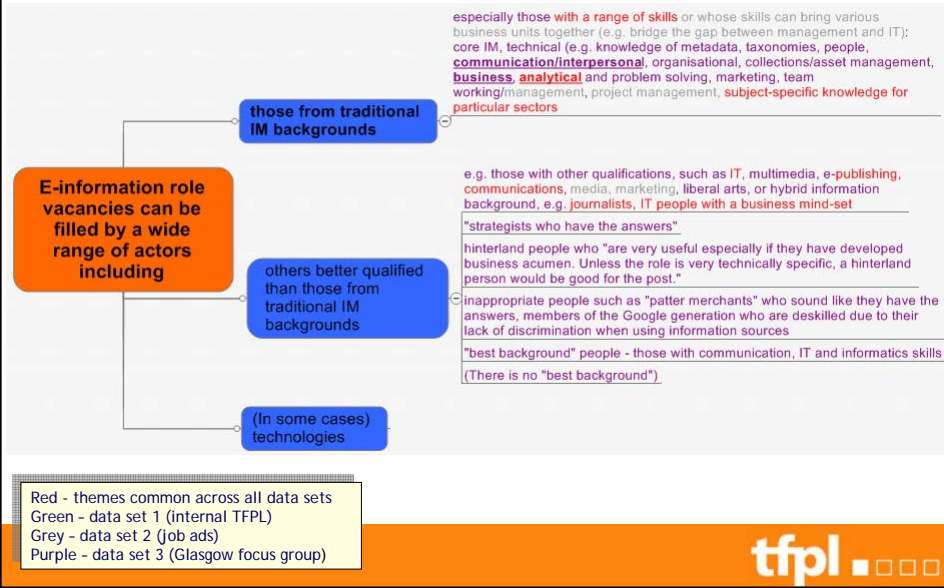 especially those with a range of skills or whose skills can bring various
business units together (e.g. bridge the gap between management and IT):
core IM, technical (e.g. knowledge of metadata, taxonomies, people,
communication/interpersonal, organisational, collections/asset management,
business, analytical and problem solving, marketing, team
working/management, project management, subject-specific knowledge for
particular sectors
those from traditional
IM backgrounds
E-information role
vacancies can be
filled by a wide
range of actors
including
others better qualified
than those from
traditional IM
backgrounds
e.g. those with other qualifications, such as IT, multimedia, e-publishing,
communications, media, marketing, liberal arts, or hybrid information
background, e.g. journalists, IT people with a business mind-set
"strategists who have the answers"
hinterland people who "are very useful especially if they have developed
business acumen. Unless the role is very technically specific, a hinterland
person would be good for the post."
inappropriate people such as "patter merchants" who sound like they have the
answers, members of the Google generation who are deskilled due to their
lack of discrimination when using information sources
"best background" people - those with communication, IT and informatics skills
(There is no "best background")
(In some cases)
technologies
Red - themes common across all data sets
Green – data set 1 (internal TFPL)
Grey – data set 2 (job ads)
Purple – data set 3 (Glasgow focus group)
tfpl